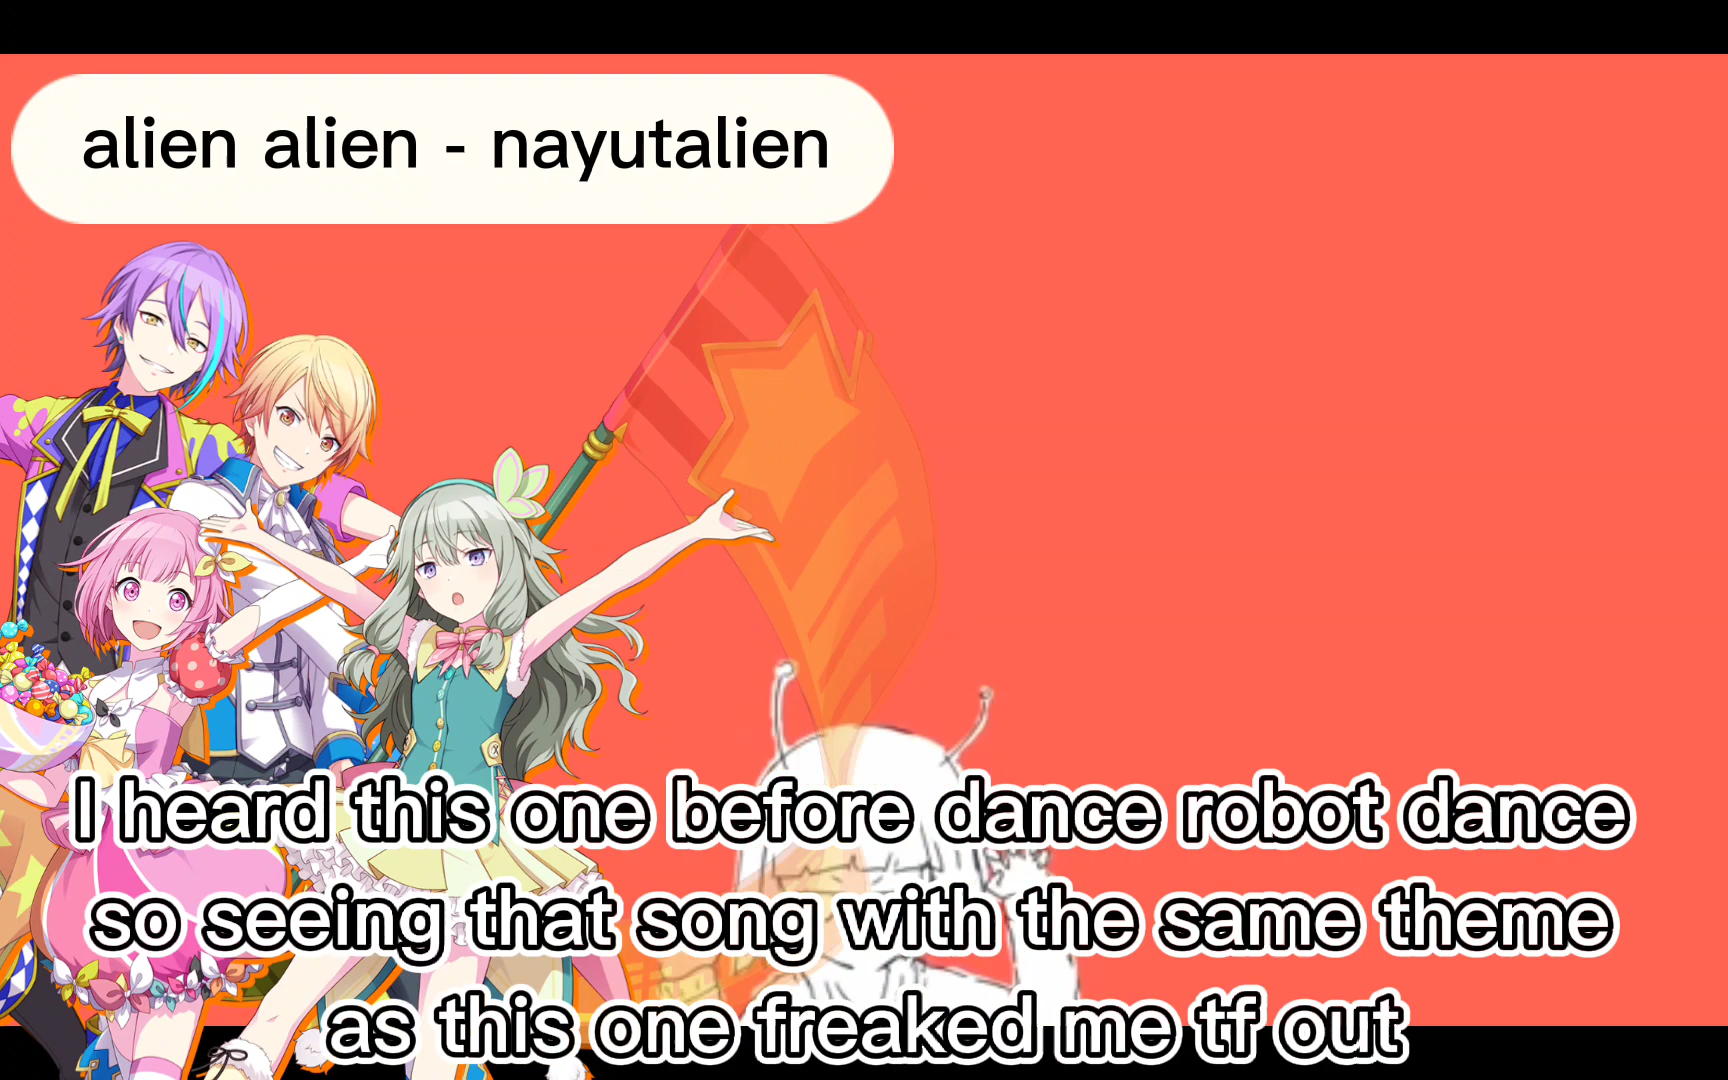 alien alien - nayutalien
I heard this one before dance robot dance
so seeing that song with the same theme
as this one freaked me tf out